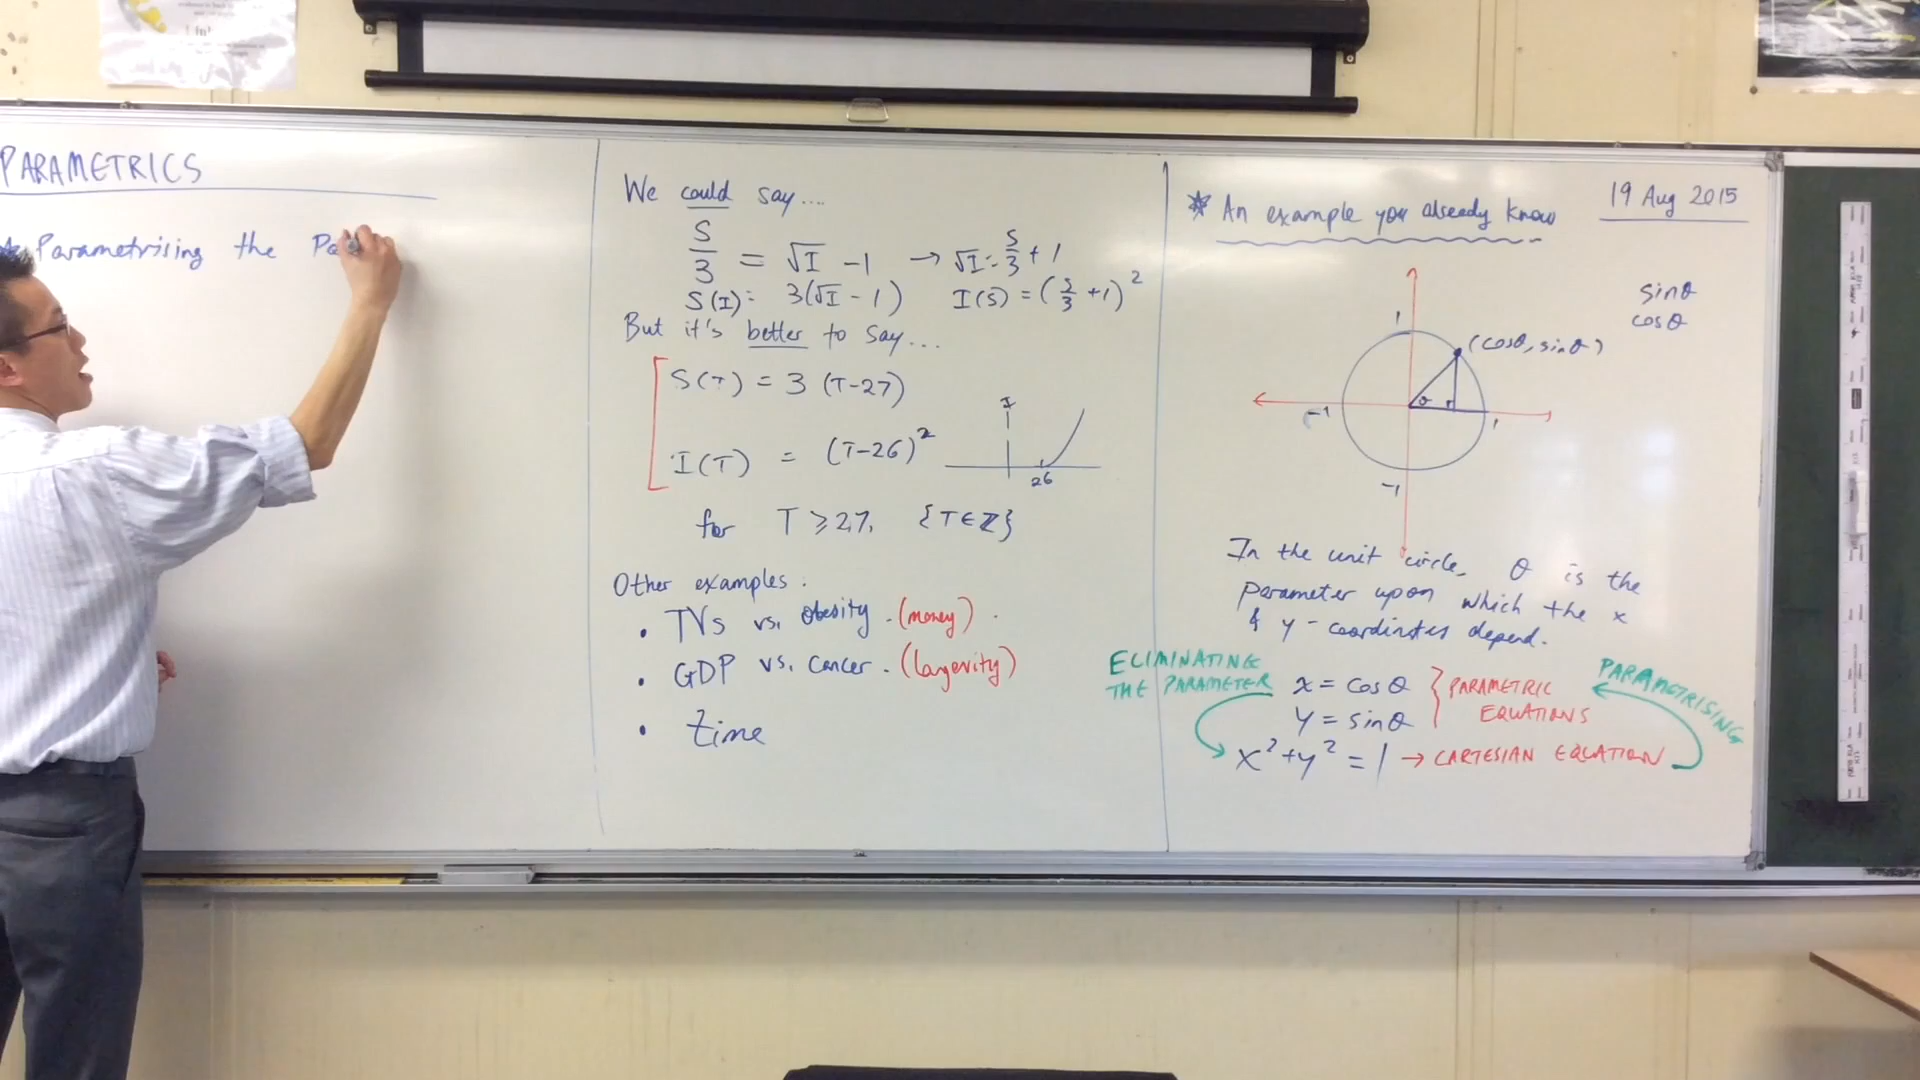 PARAMETRICS
* Parametrising the Pa
We could say....
S/3 = √I - 1 → √I = S/3 + 1
S(I) = 3(√I - 1) I(S) = (S/3 + 1)²
But it's better to say...
S(T) = 3 (T-27)
I(T) = (T-26)²
I
26
for T ≥ 27, {T∈Z}
Other examples:
• TVs vs. obesity. (money)
• GDP vs. cancer. (longevity)
• time
19 Aug 2015
* An example you already know
sinθ
cosθ
1
(cosθ, sinθ)
θ
-1
1
-1
In the unit circle, θ is the
parameter upon which the x
& y-coordinates depend.
ELIMINATING
THE PARAMETER
x = cosθ
y = sinθ
PARAMETRIC
EQUATIONS
PARAMETRISING
x² + y² = 1 → CARTESIAN EQUATION